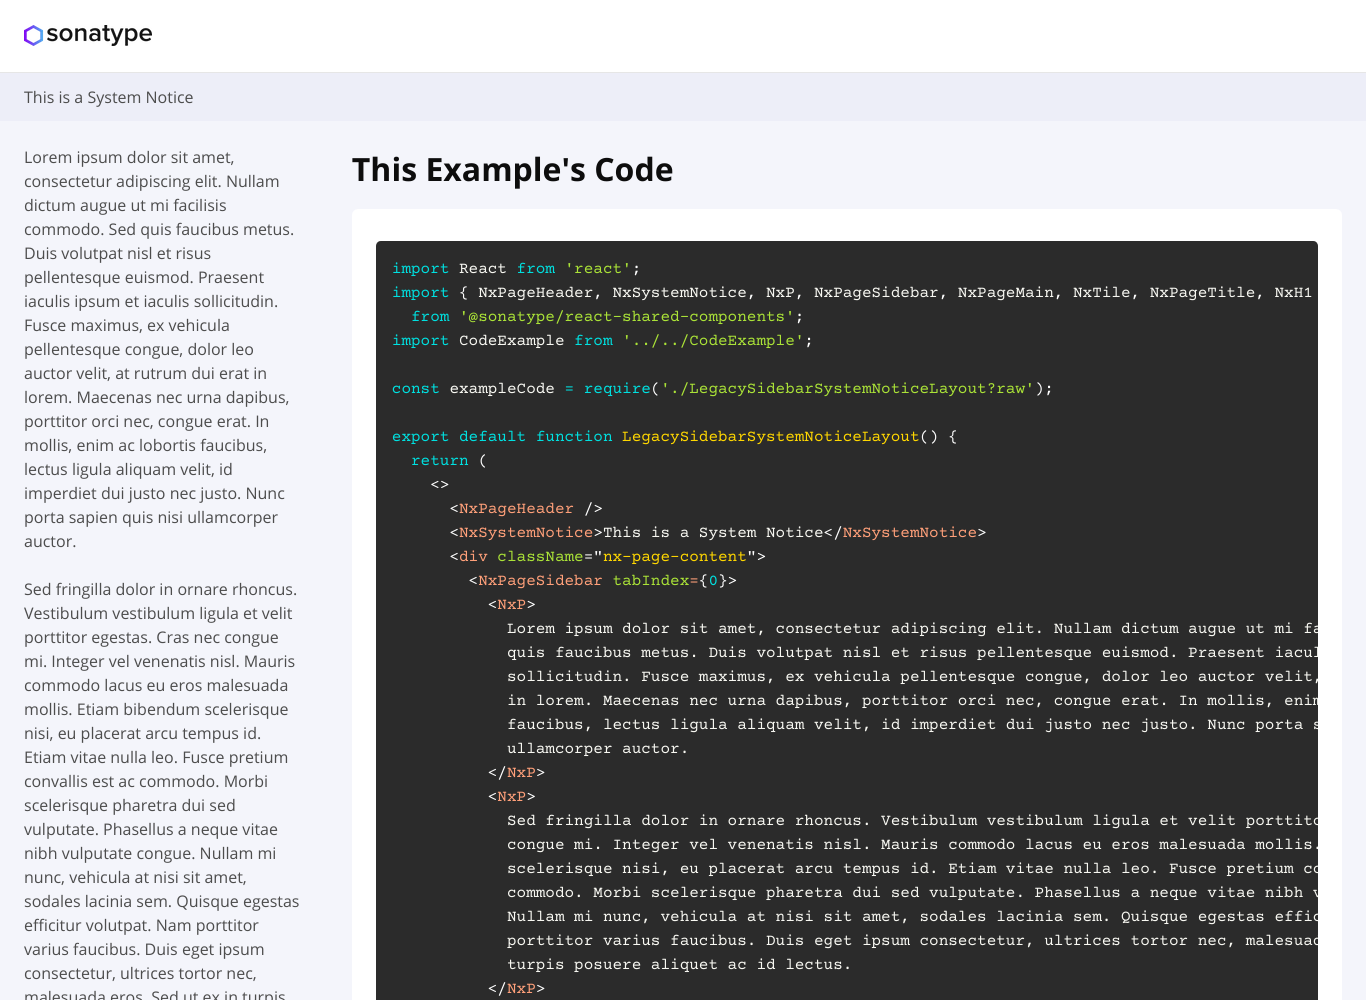 sonatype
This is a System Notice
Lorem ipsum dolor sit amet,
consectetur adipiscing elit. Nullam
dictum augue ut mi facilisis
commodo. Sed quis faucibus metus.
Duis volutpat nisl et risus
pellentesque euismod. Praesent
iaculis ipsum et iaculis sollicitudin.
Fusce maximus, ex vehicula
pellentesque congue, dolor leo
auctor velit, at rutrum dui erat in
lorem. Maecenas nec urna dapibus,
porttitor orci nec, congue erat. In
mollis, enim ac lobortis faucibus,
lectus ligula aliquam velit, id
imperdiet dui justo nec justo. Nunc
porta sapien quis nisi ullamcorper
auctor.
Sed fringilla dolor in ornare rhoncus.
Vestibulum vestibulum ligula et velit
porttitor egestas. Cras nec congue
mi. Integer vel venenatis nisl. Mauris
commodo lacus eu eros malesuada
mollis. Etiam bibendum scelerisque
nisi, eu placerat arcu tempus id.
Etiam vitae nulla leo. Fusce pretium
convallis est ac commodo. Morbi
scelerisque pharetra dui sed
vulputate. Phasellus a neque vitae
nibh vulputate congue. Nullam mi
nunc, vehicula at nisi sit amet,
sodales lacinia sem. Quisque egestas
efficitur volutpat. Nam porttitor
varius faucibus. Duis eget ipsum
consectetur, ultrices tortor nec,
malesuada eros. Sed ut ex in turpis
This Example's Code
import React from 'react';
import { NxPageHeader, NxSystemNotice, NxP, NxPageSidebar, NxPageMain, NxTile, NxPageTitle, NxH1
  from '@sonatype/react-shared-components';
import CodeExample from '../../CodeExample';
const exampleCode = require('./LegacySidebarSystemNoticeLayout?raw');
export default function LegacySidebarSystemNoticeLayout() {
  return (
    <>
      <NxPageHeader />
      <NxSystemNotice>This is a System Notice</NxSystemNotice>
      <div className="nx-page-content">
        <NxPageSidebar tabIndex={0}>
          <NxP>
            Lorem ipsum dolor sit amet, consectetur adipiscing elit. Nullam dictum augue ut mi fa
            quis faucibus metus. Duis volutpat nisl et risus pellentesque euismod. Praesent iacul
            sollicitudin. Fusce maximus, ex vehicula pellentesque congue, dolor leo auctor velit,
            in lorem. Maecenas nec urna dapibus, porttitor orci nec, congue erat. In mollis, enim
            faucibus, lectus ligula aliquam velit, id imperdiet dui justo nec justo. Nunc porta s
            ullamcorper auctor.
          </NxP>
          <NxP>
            Sed fringilla dolor in ornare rhoncus. Vestibulum vestibulum ligula et velit porttito
            congue mi. Integer vel venenatis nisl. Mauris commodo lacus eu eros malesuada mollis.
            scelerisque nisi, eu placerat arcu tempus id. Etiam vitae nulla leo. Fusce pretium co
            commodo. Morbi scelerisque pharetra dui sed vulputate. Phasellus a neque vitae nibh v
            Nullam mi nunc, vehicula at nisi sit amet, sodales lacinia sem. Quisque egestas effic
            porttitor varius faucibus. Duis eget ipsum consectetur, ultrices tortor nec, malesuad
            turpis posuere aliquet ac id lectus.
          </NxP>